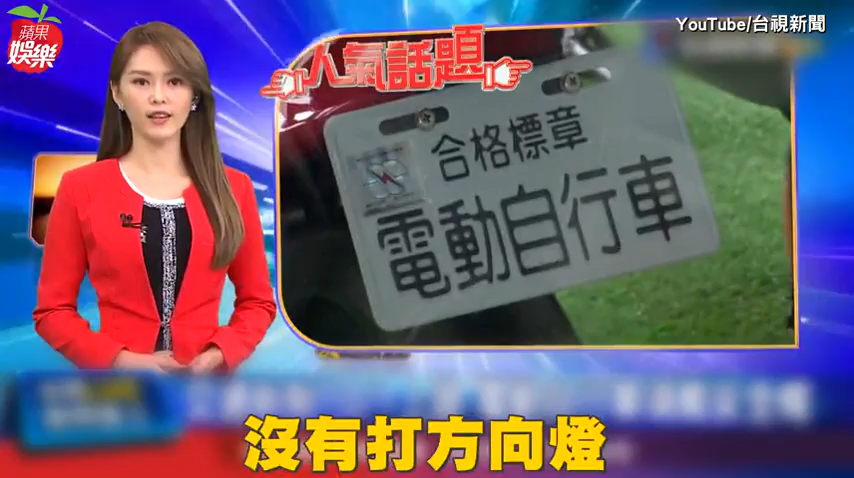 蘋果
娛樂
YouTube/台視新聞
人氣話題
合格標章
電動自行車
沒有打方向燈